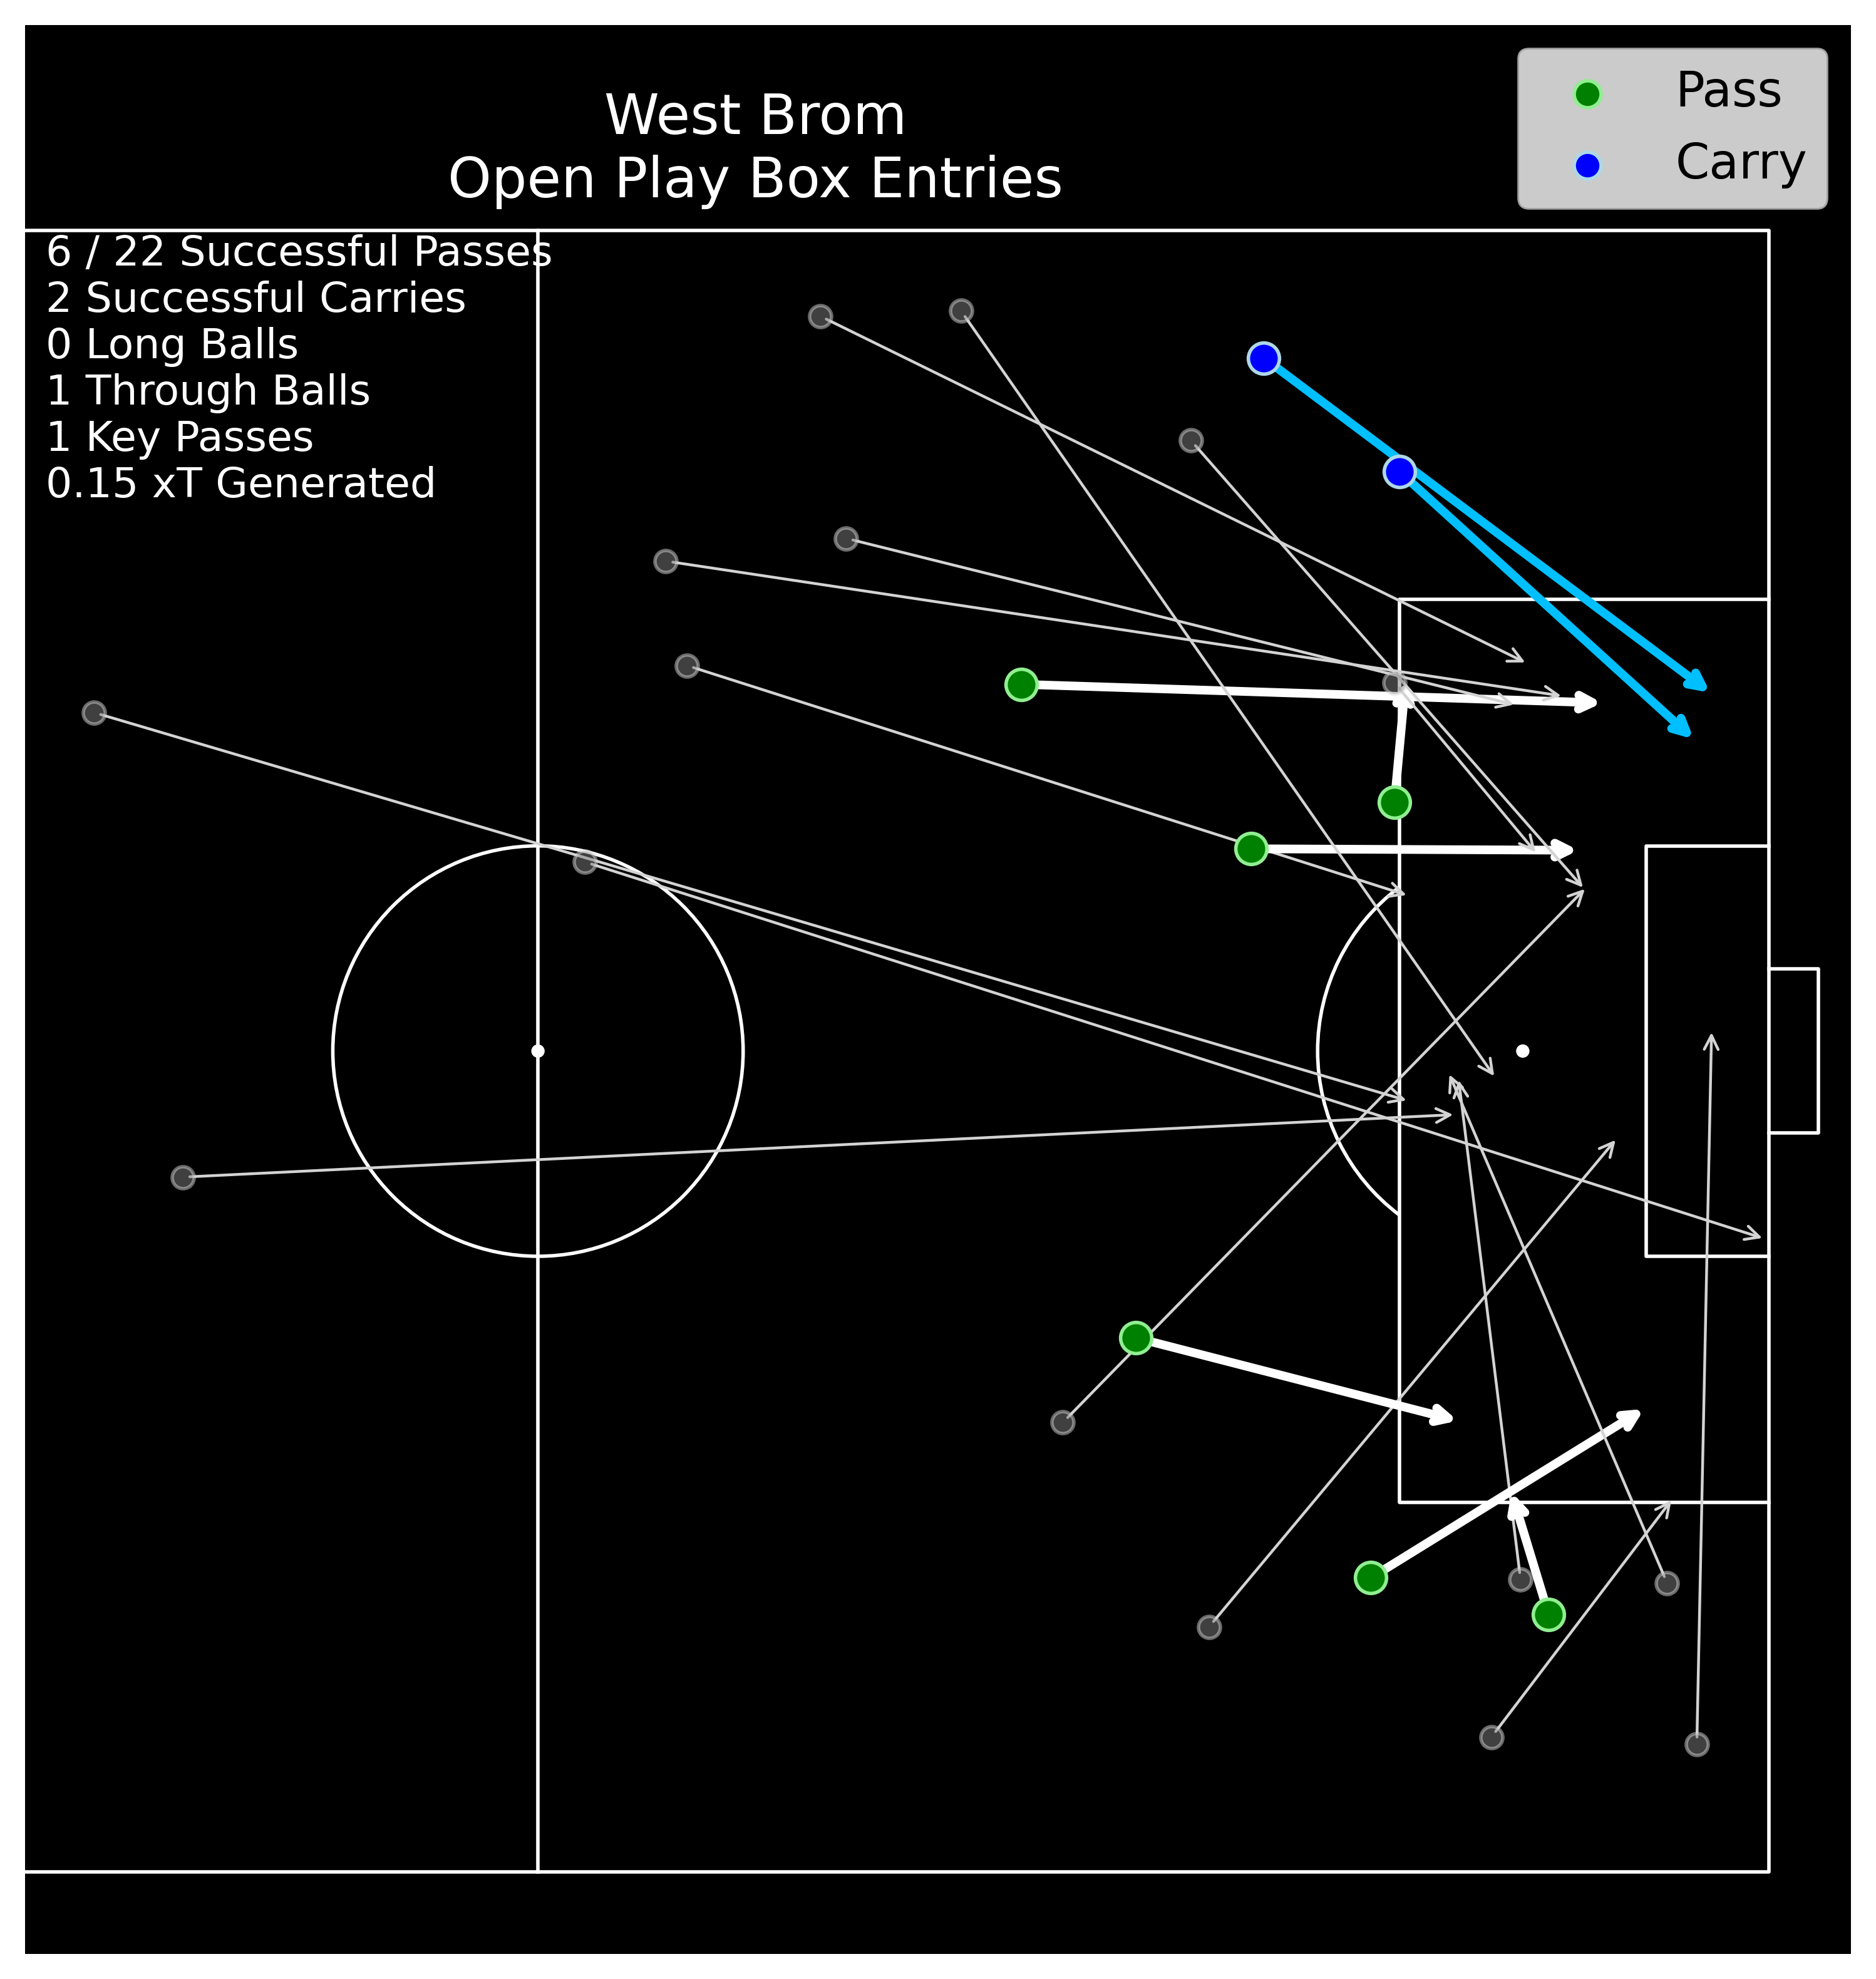 West Brom
Open Play Box Entries
Pass
Carry
6 / 22 Successful Passes
2 Successful Carries
0 Long Balls
1 Through Balls
1 Key Passes
0.15 xT Generated